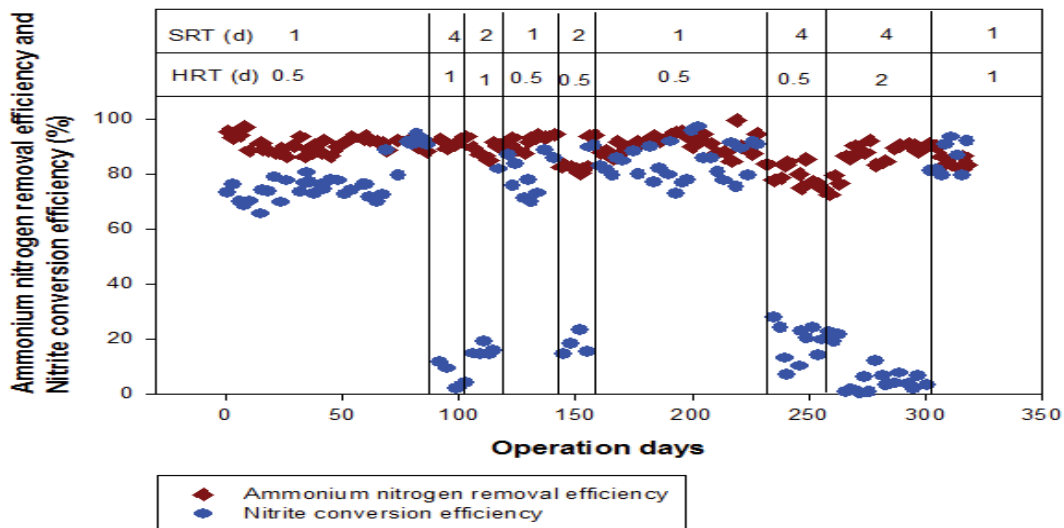 SRT (d) 1 4 2 1 2 1 4 4 1
HRT (d) 0.5 1 1 0.5 0.5 0.5 0.5 2 1
Ammonium nitrogen removal efficiency and
Nitrite conversion efficiency (%)
100
80
60
40
20
0
0 50 100 150 200 250 300 350
Operation days
Ammonium nitrogen removal efficiency
Nitrite conversion efficiency